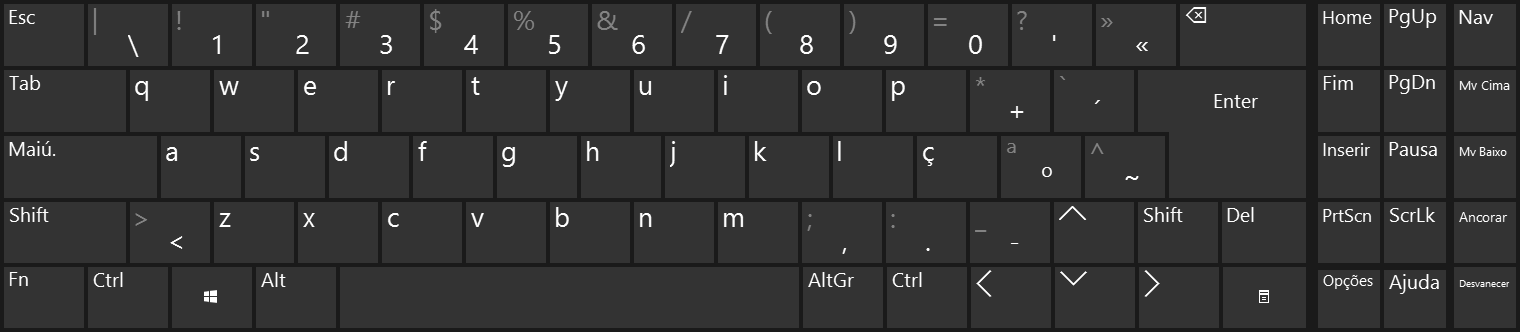 Esc | \ ! 1 " 2 # 3 $ 4 % 5 & 6 / 7 ( 8 ) 9 = 0 ? ' » « Home PgUp Nav
Tab q w e r t y u i o p * + ` ´ Enter Fim PgDn Mv Cima
Maiú. a s d f g h j k l ç ª º ^ ~ Inserir Pausa Mv Baixo
Shift > < z x c v b n m ; , : . _ - Shift Del PrtScn ScrLk Ancorar
Fn Ctrl Alt AltGr Ctrl Opções Ajuda Desvanecer